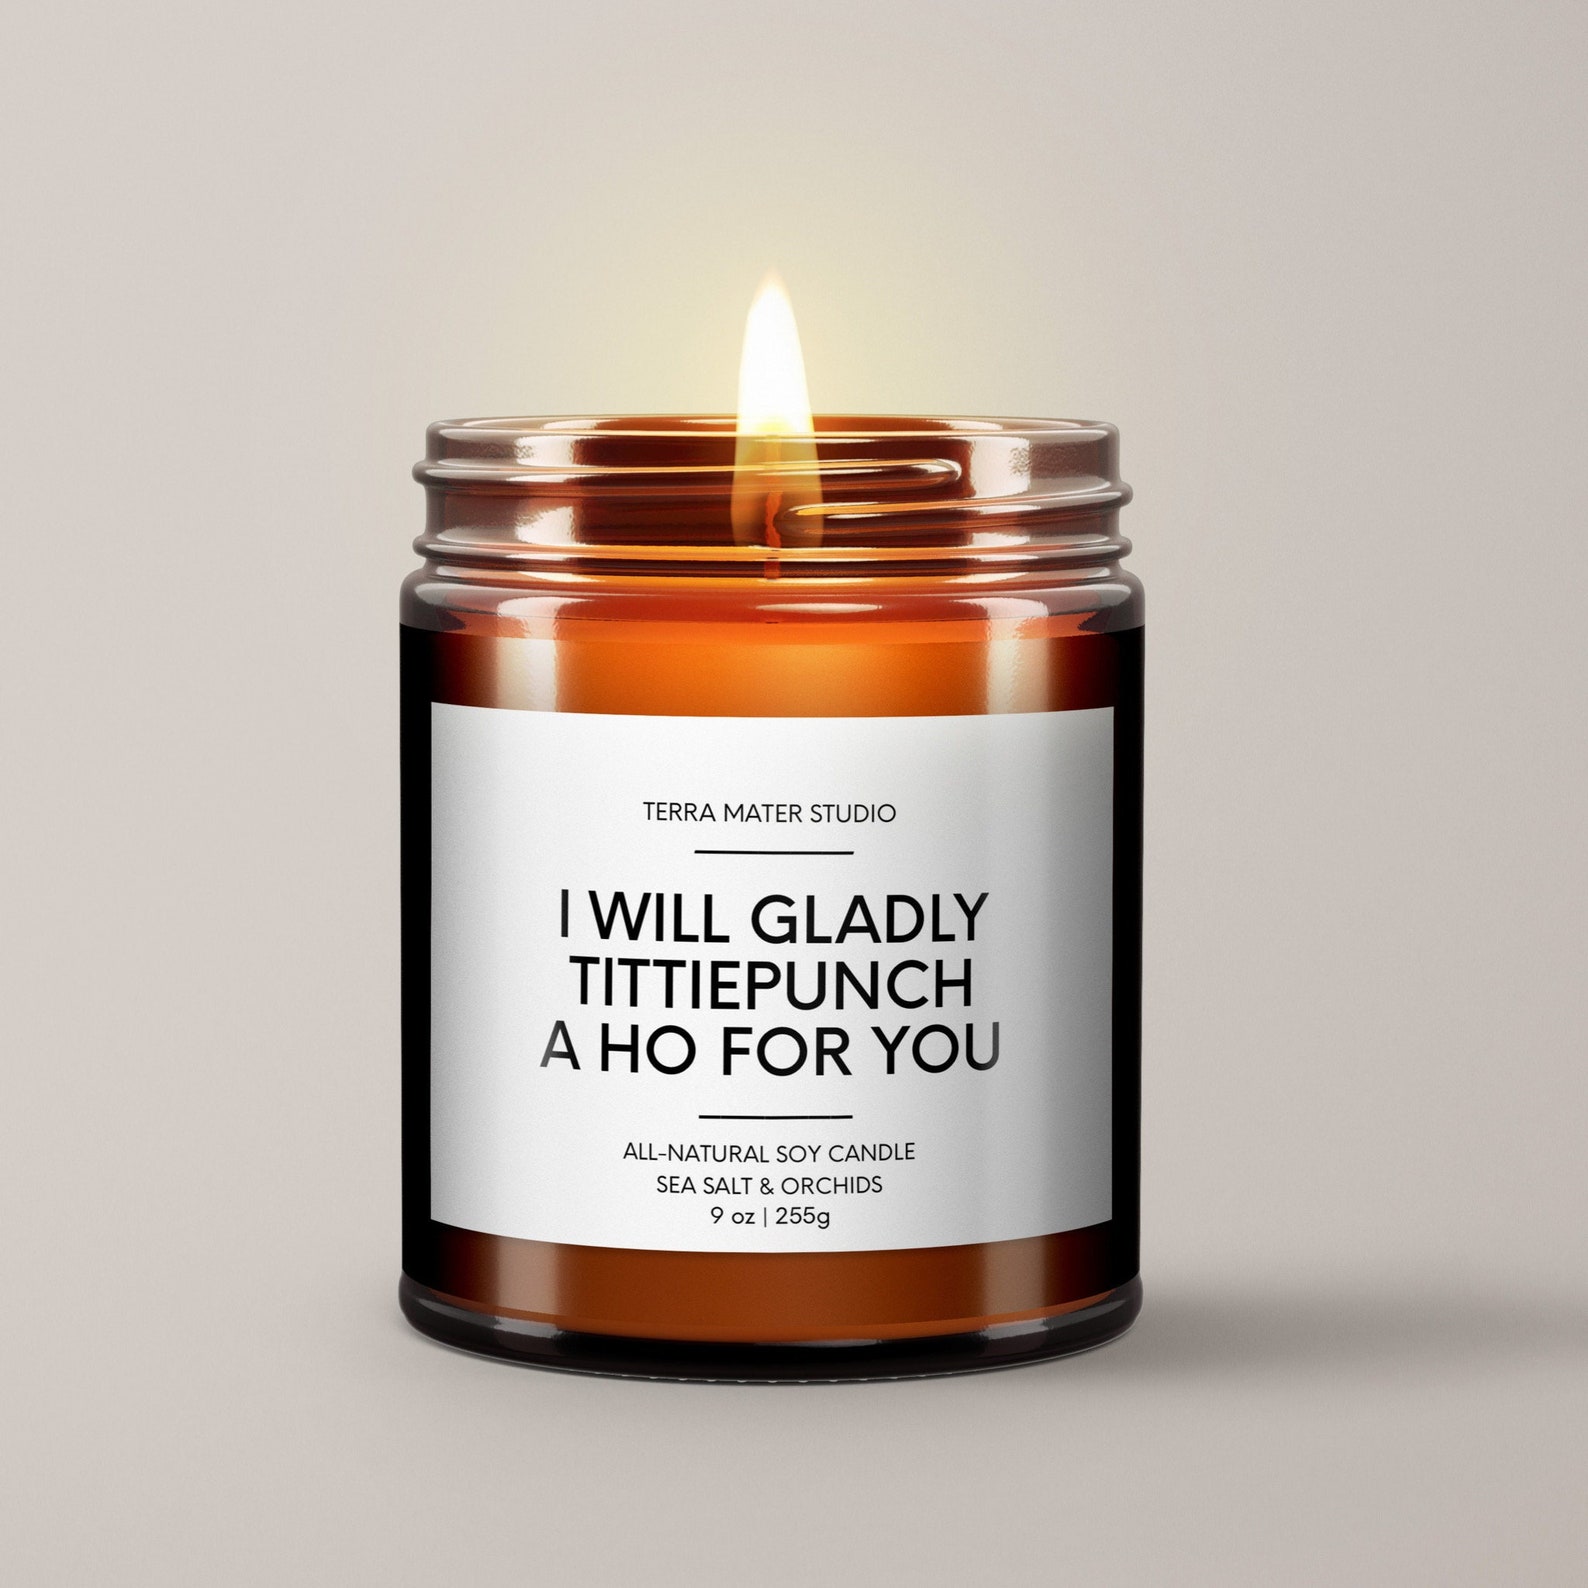 TERRA MATER STUDIO
I WILL GLADLY
TITTIEPUNCH
A HO FOR YOU
ALL-NATURAL SOY CANDLE
SEA SALT & ORCHIDS
9 oz | 255g